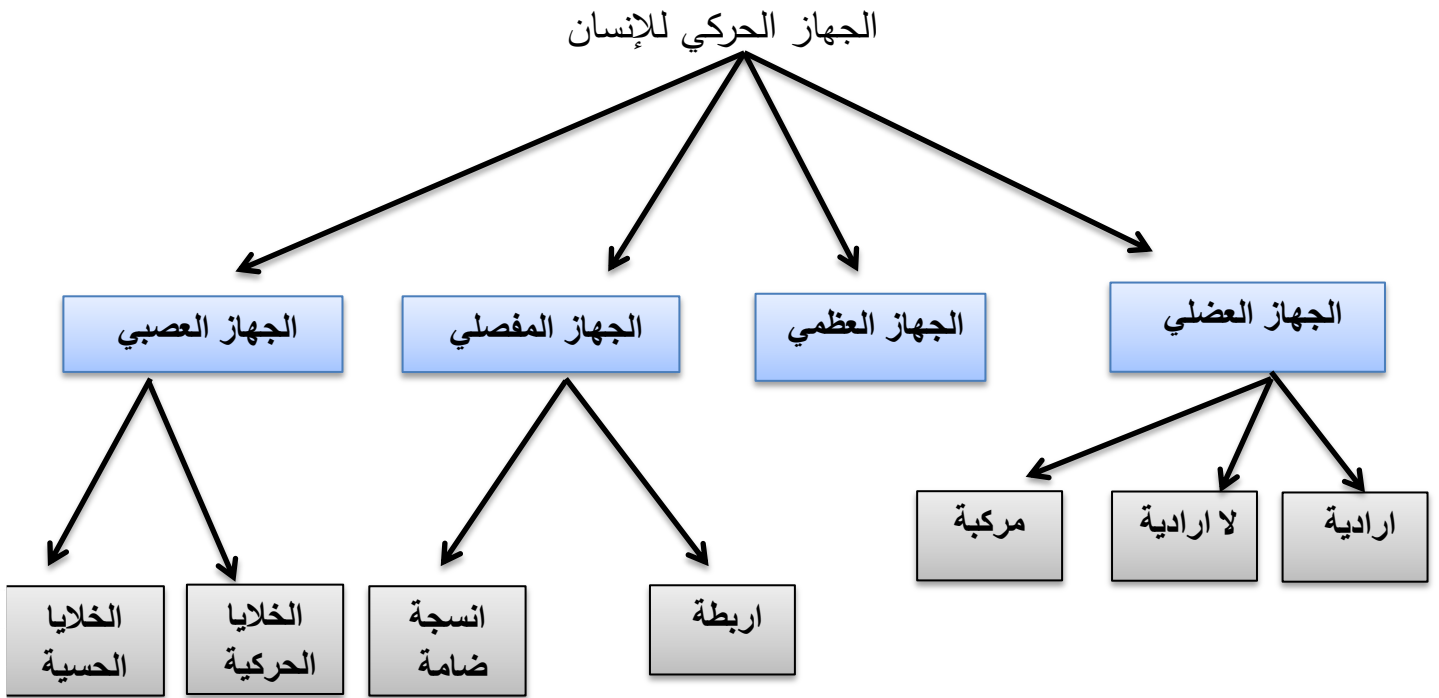 الجهاز الحركي للإنسان
الجهاز العضلي
الجهاز العظمي
الجهاز المفصلي
الجهاز العصبي
ارادية
لا ارادية
مركبة
اربطة
انسجة
ضامة
الخلايا
الحركية
الخلايا
الحسية